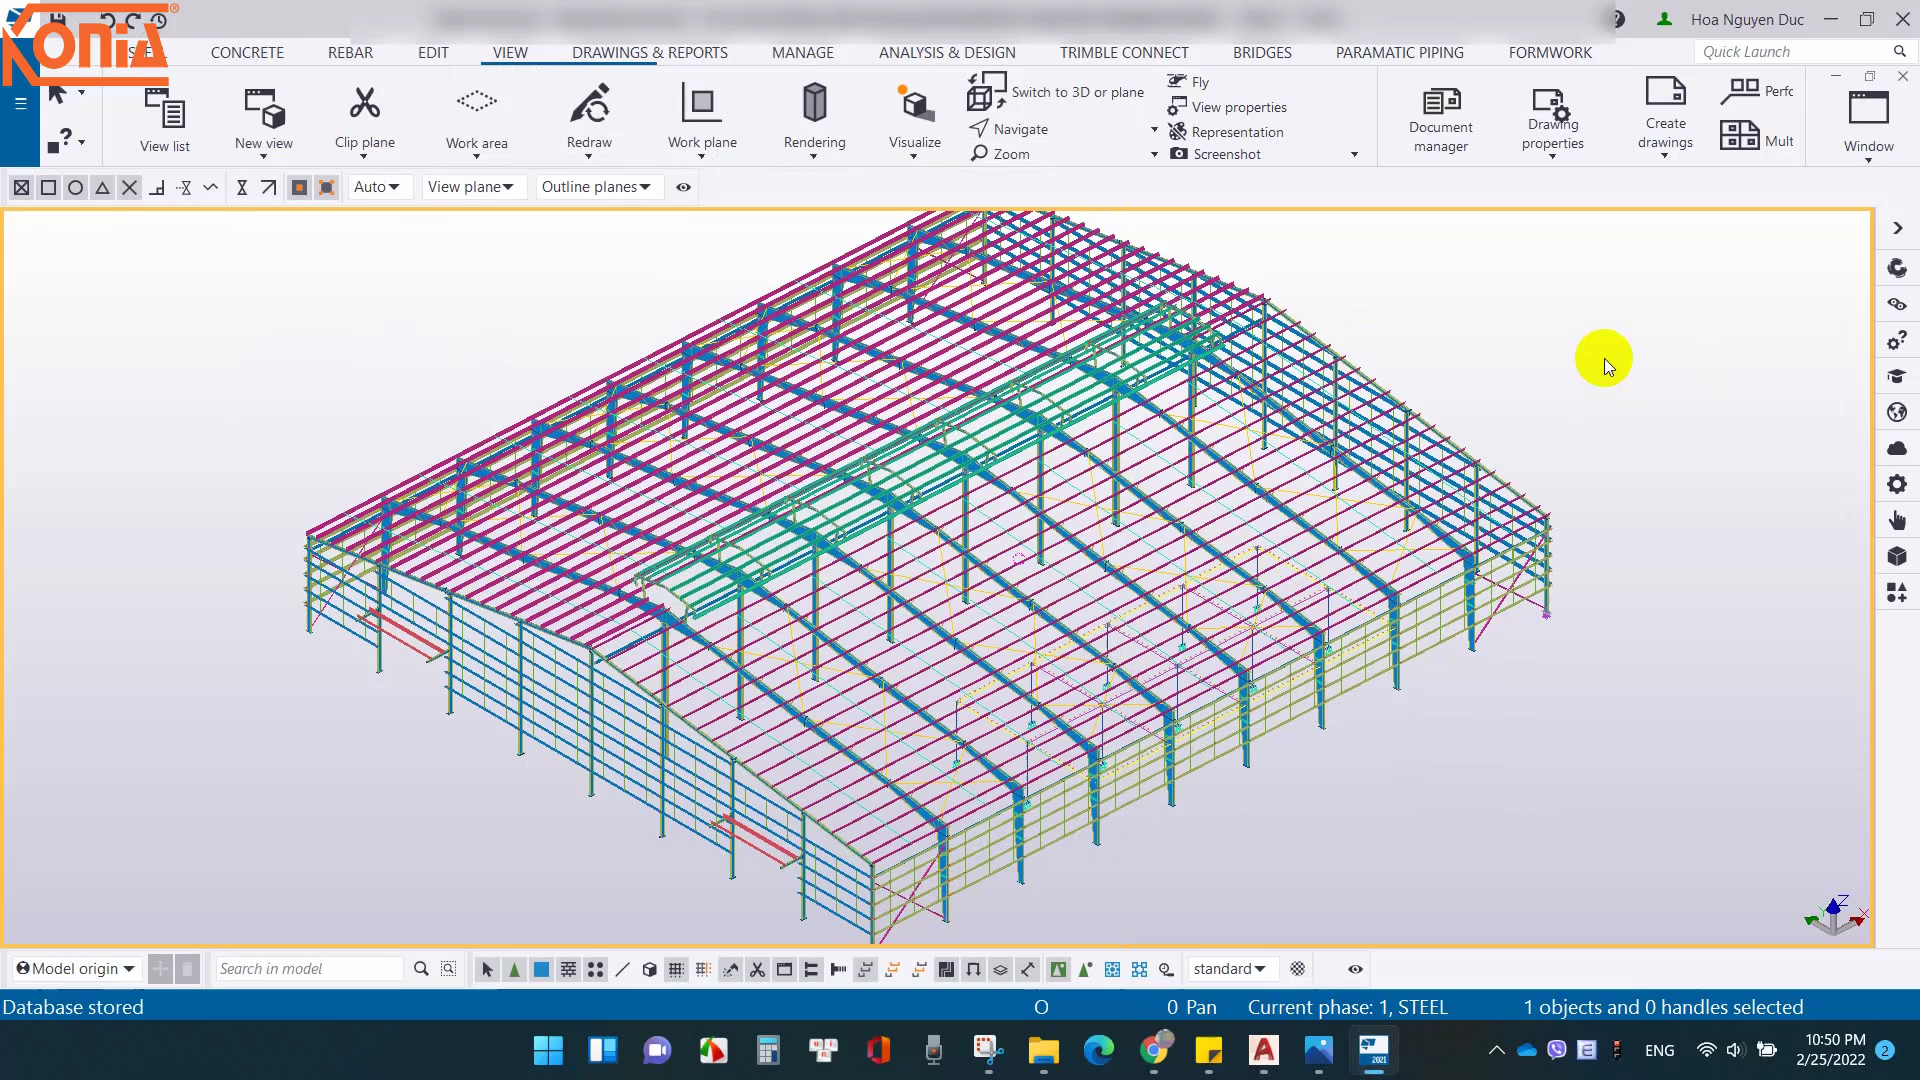 KONIA®
Hoa Nguyen Duc
CONCRETE REBAR EDIT VIEW DRAWINGS & REPORTS MANAGE ANALYSIS & DESIGN TRIMBLE CONNECT BRIDGES PARAMATIC PIPING FORMWORK Quick Launch
View list
New view
Clip plane
Work area
Redraw
Work plane
Rendering
Visualize
Switch to 3D or plane
Navigate
Zoom
Fly
View properties
Representation
Screenshot
Document
manager
Drawing
properties
Create
drawings
Perfc
Mult
Window
Auto View plane Outline planes
Z
X
Model origin Search in model standard
Database stored O 0 Pan Current phase: 1, STEEL 1 objects and 0 handles selected
2021
ENG
10:50 PM
2/25/2022
2